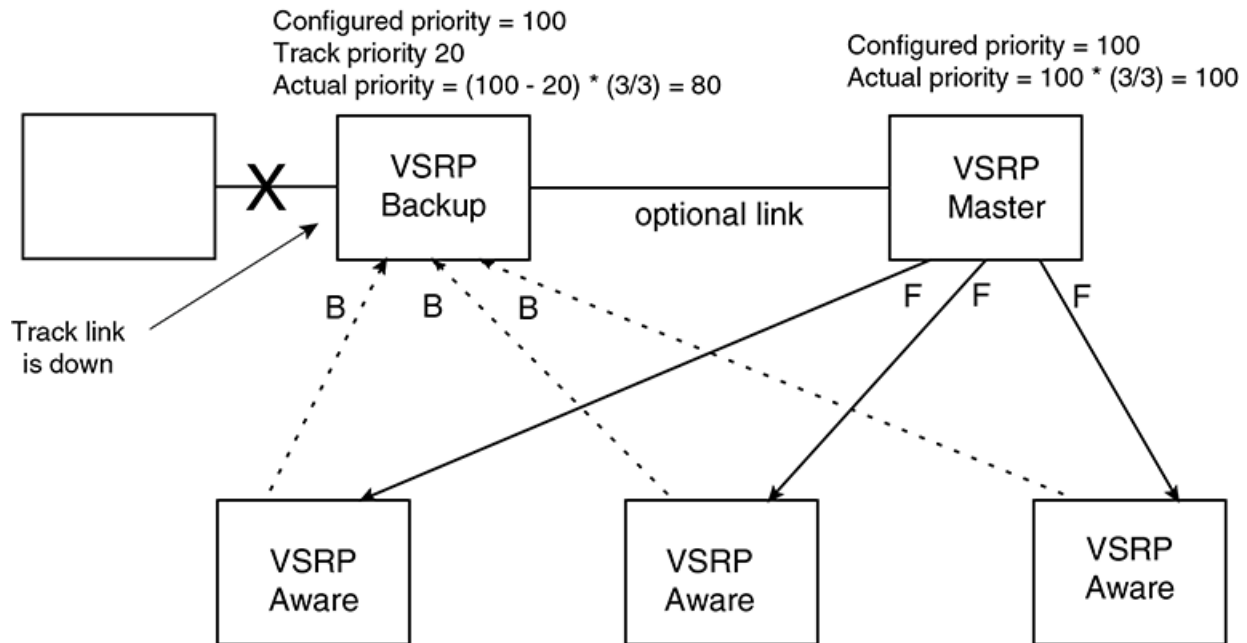 Configured priority = 100
Track priority 20
Actual priority = (100 - 20) * (3/3) = 80
Configured priority = 100
Actual priority = 100 * (3/3) = 100
X
VSRP
Backup
optional link
VSRP
Master
Track link
is down
B
B
B
F
F
F
VSRP
Aware
VSRP
Aware
VSRP
Aware